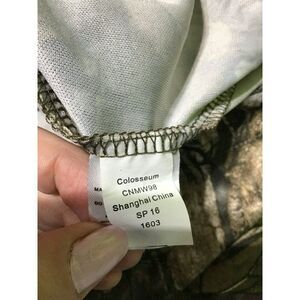 Colosseum
CNMW98
Shanghai China
SP 16
1603